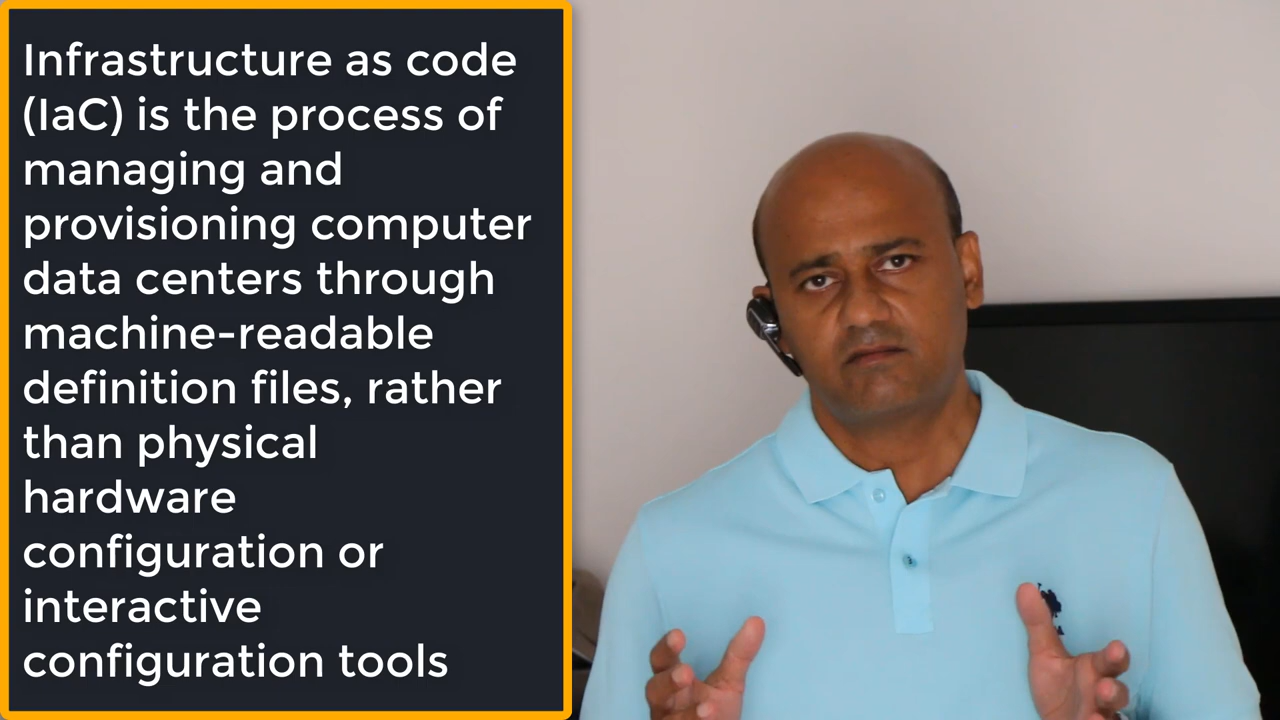 Infrastructure as code
(IaC) is the process of
managing and
provisioning computer
data centers through
machine-readable
definition files, rather
than physical
hardware
configuration or
interactive
configuration tools